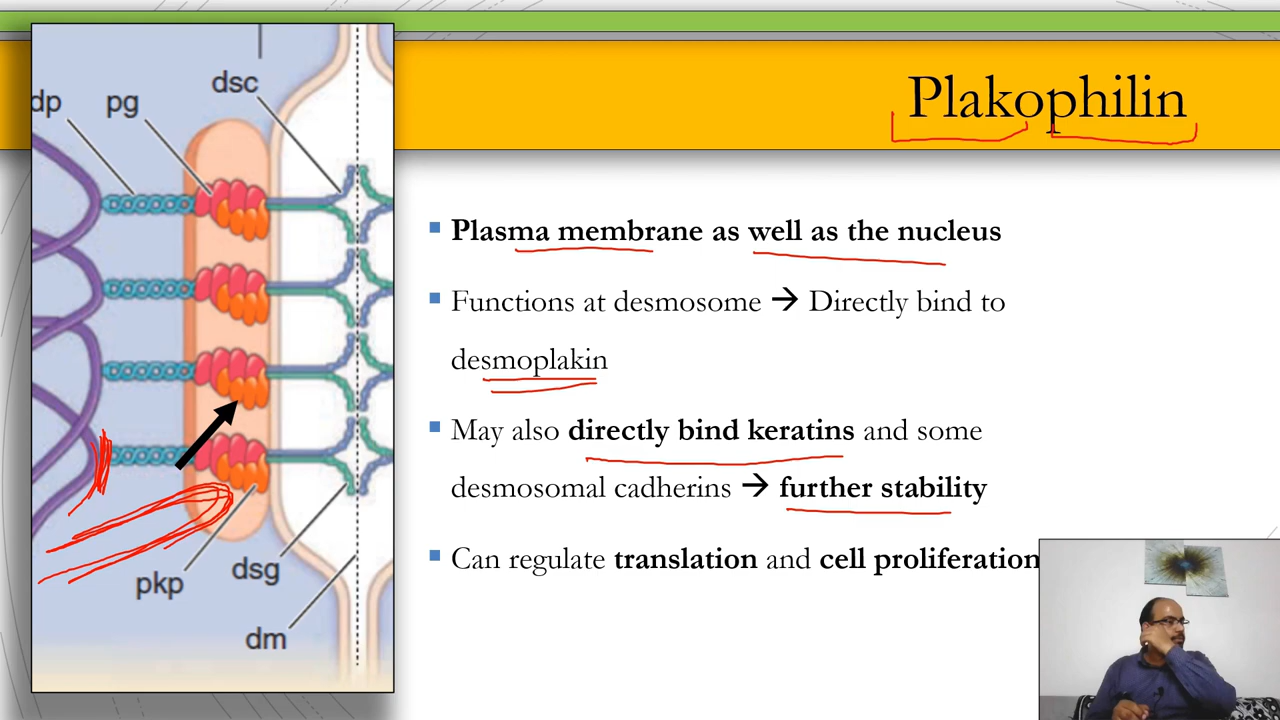 Plakophilin
dp
pg
dsc
pkp
dsg
dm
Plasma membrane as well as the nucleus
Functions at desmosome → Directly bind to
desmoplakin
May also directly bind keratins and some
desmosomal cadherins → further stability
Can regulate translation and cell proliferation